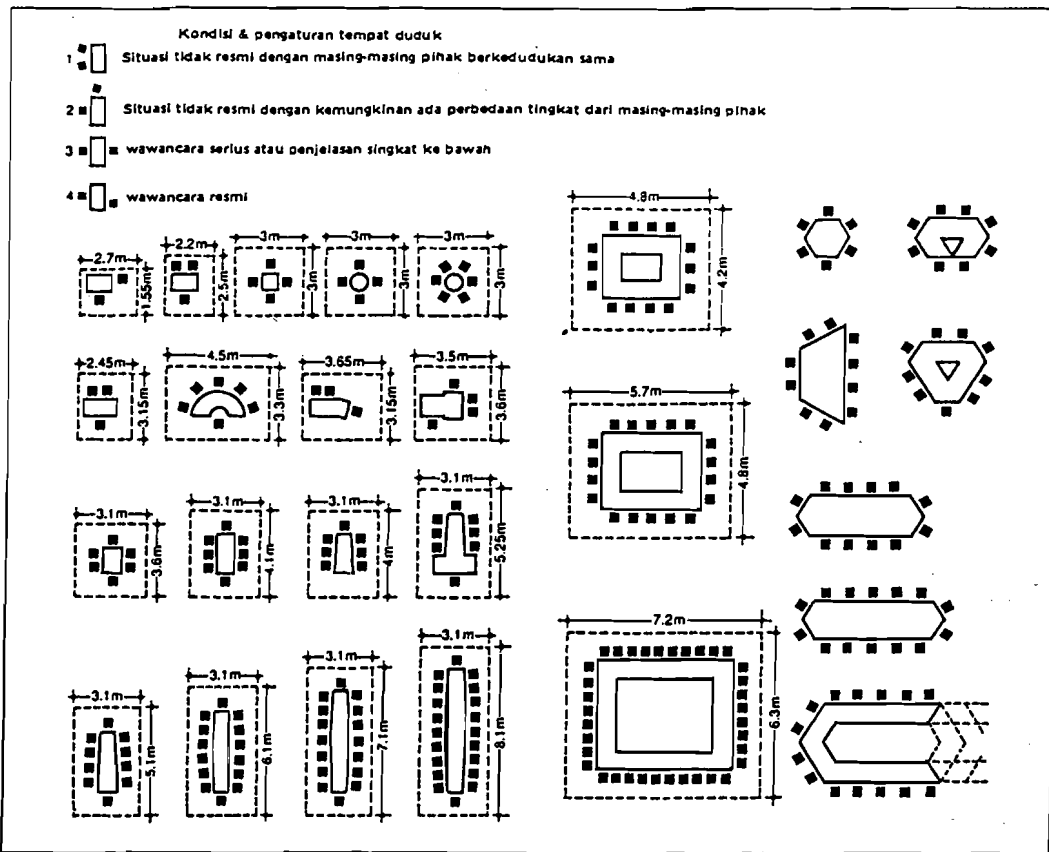 Kondisi & pengaturan tempat duduk
1 Situasi tidak resmi dengan masing-masing pihak berkedudukan sama
2 Situasi tidak resmi dengan kemungkinan ada perbedaan tingkat dari masing-masing pihak
3 wawancara serius atau penjelasan singkat ke bawah
4 wawancara resmi
2.7m
1.55m
2.2m
2.5m
3m
3m
3m
3m
3m
3m
2.45m
3.15m
4.5m
3.3m
3.65m
3.15m
3.5m
3.6m
3.1m
3.6m
3.1m
4.1m
3.1m
4m
3.1m
5.25m
3.1m
5.1m
3.1m
6.1m
3.1m
7.1m
3.1m
8.1m
4.8m
4.2m
5.7m
4.8m
7.2m
6.3m